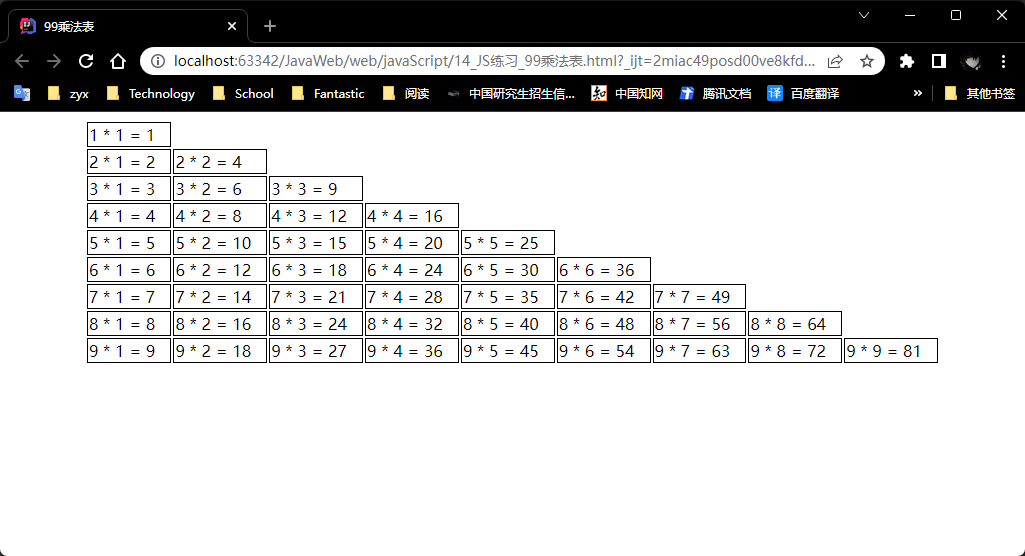 99乘法表
localhost:63342/JavaWeb/web/javaScript/14_JS练习_99乘法表.html?_ijt=2miac49posd00ve8kfd...
zyx Technology School Fantastic 阅读 中国研究生招生信... 知 中国知网 腾讯文档 译 百度翻译 » 其他书签
1 * 1 = 1
2 * 1 = 2 2 * 2 = 4
3 * 1 = 3 3 * 2 = 6 3 * 3 = 9
4 * 1 = 4 4 * 2 = 8 4 * 3 = 12 4 * 4 = 16
5 * 1 = 5 5 * 2 = 10 5 * 3 = 15 5 * 4 = 20 5 * 5 = 25
6 * 1 = 6 6 * 2 = 12 6 * 3 = 18 6 * 4 = 24 6 * 5 = 30 6 * 6 = 36
7 * 1 = 7 7 * 2 = 14 7 * 3 = 21 7 * 4 = 28 7 * 5 = 35 7 * 6 = 42 7 * 7 = 49
8 * 1 = 8 8 * 2 = 16 8 * 3 = 24 8 * 4 = 32 8 * 5 = 40 8 * 6 = 48 8 * 7 = 56 8 * 8 = 64
9 * 1 = 9 9 * 2 = 18 9 * 3 = 27 9 * 4 = 36 9 * 5 = 45 9 * 6 = 54 9 * 7 = 63 9 * 8 = 72 9 * 9 = 81